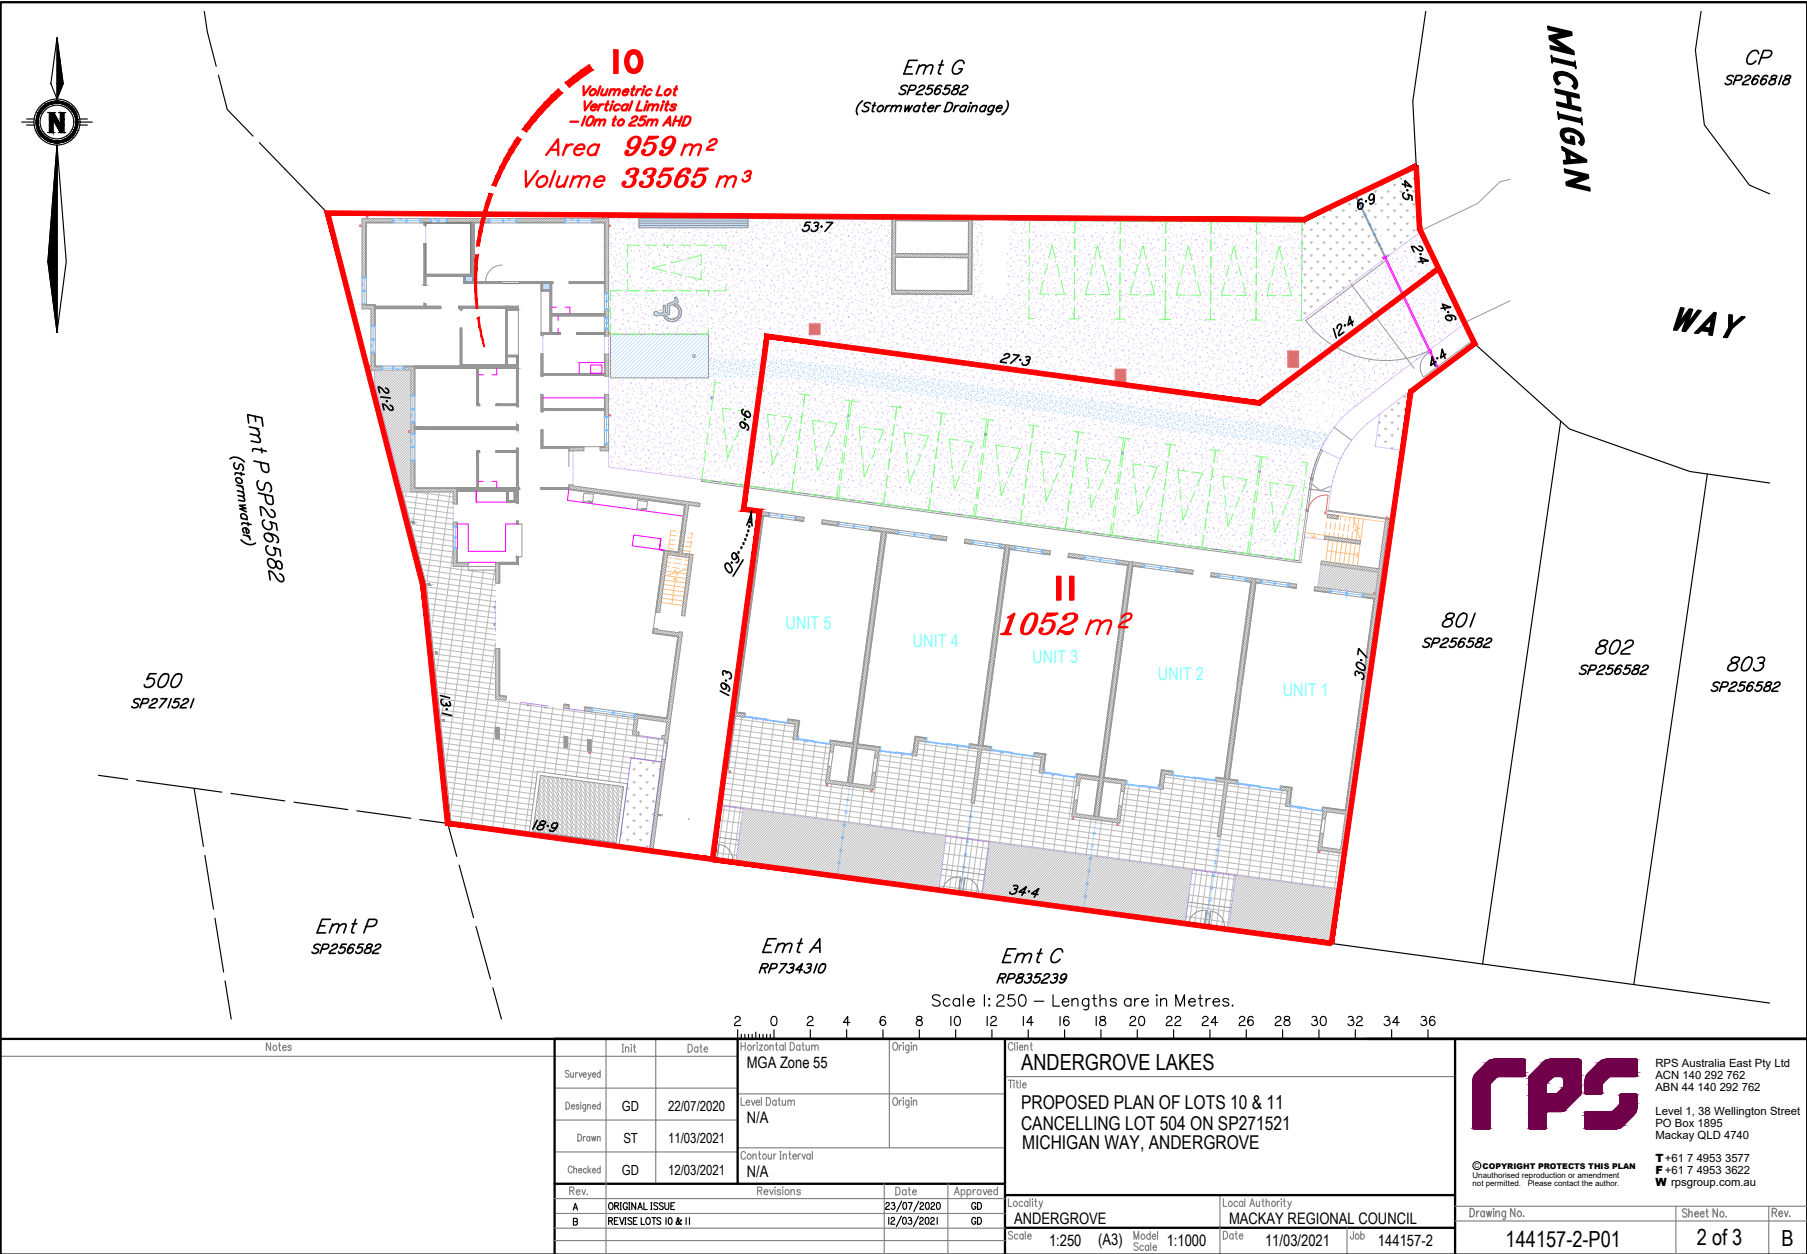 N
10
Volumetric Lot
Vertical Limits
-10m to 25m AHD
Area 959 m²
Volume 33565 m³
Emt G
SP256582
(Stormwater Drainage)
MICHIGAN
WAY
CP
SP266818
53·7
6·9
4·5
2·4
4·6
4·4
12·4
27·3
9·6
21·2
0·9
19·3
13·1
18·9
34·4
30·7
Emt P SP256582
(Stormwater)
500
SP271521
11
1052 m²
UNIT 5
UNIT 4
UNIT 3
UNIT 2
UNIT 1
801
SP256582
802
SP256582
803
SP256582
Emt P
SP256582
Emt A
RP734310
Emt C
RP835239
Scale 1:250 – Lengths are in Metres.
2 0 2 4 6 8 10 12 14 16 18 20 22 24 26 28 30 32 34 36
Notes
Init Date
Surveyed
Designed GD 22/07/2020
Drawn ST 11/03/2021
Checked GD 12/03/2021
Horizontal Datum Origin
MGA Zone 55
Level Datum Origin
N/A
Contour Interval
N/A
Rev. Revisions Date Approved
A ORIGINAL ISSUE 23/07/2020 GD
B REVISE LOTS 10 & 11 12/03/2021 GD
Client
ANDERGROVE LAKES
Title
PROPOSED PLAN OF LOTS 10 & 11
CANCELLING LOT 504 ON SP271521
MICHIGAN WAY, ANDERGROVE
Locality
ANDERGROVE
Local Authority
MACKAY REGIONAL COUNCIL
Scale 1:250 (A3) Model Scale 1:1000 Date 11/03/2021 Job 144157-2
rps
RPS Australia East Pty Ltd
ACN 140 292 762
ABN 44 140 292 762
Level 1, 38 Wellington Street
PO Box 1895
Mackay QLD 4740
T +61 7 4953 3577
F +61 7 4953 3622
W rpsgroup.com.au
©COPYRIGHT PROTECTS THIS PLAN
Unauthorised reproduction or amendment
not permitted. Please contact the author.
Drawing No. Sheet No. Rev.
144157-2-P01 2 of 3 B